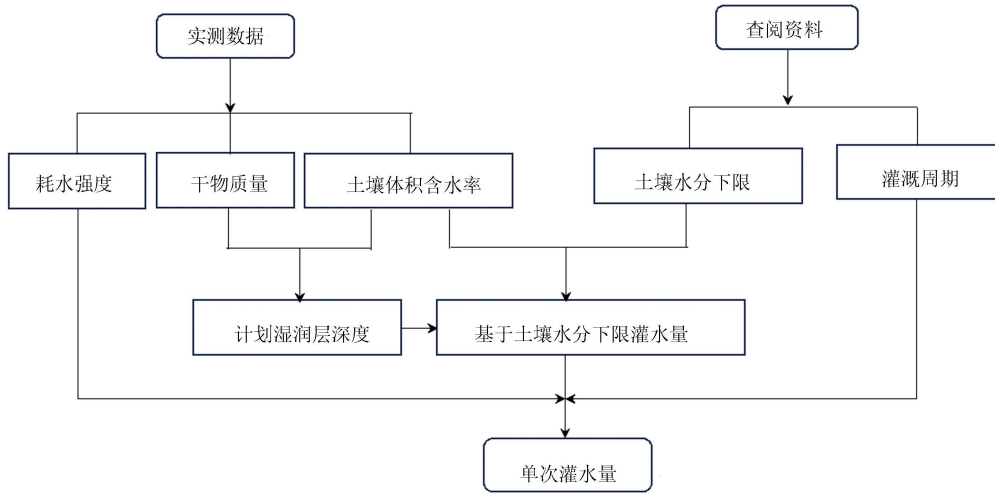 实测数据
查阅资料
耗水强度
干物质量
土壤体积含水率
土壤水分下限
灌溉周期
计划湿润层深度
基于土壤水分下限灌水量
单次灌水量